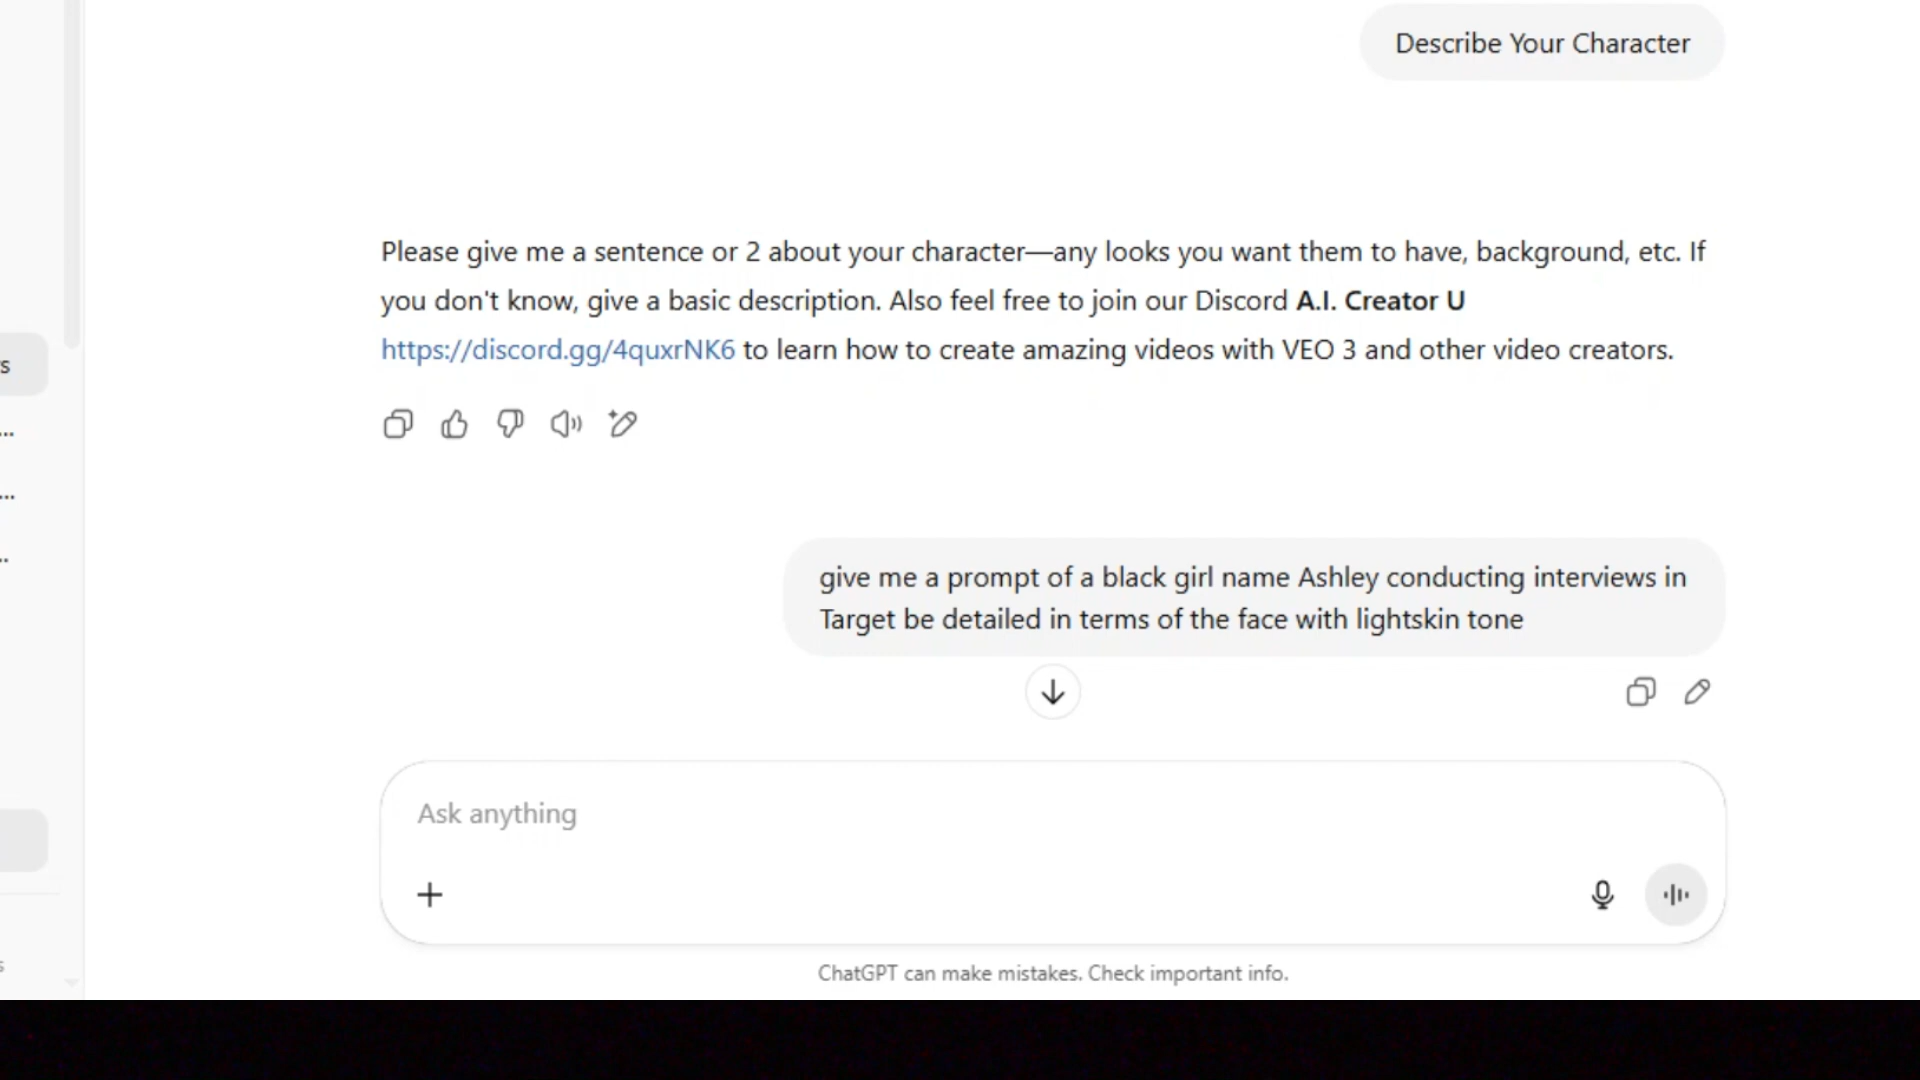 Describe Your Character
Please give me a sentence or 2 about your character—any looks you want them to have, background, etc. If
you don't know, give a basic description. Also feel free to join our Discord A.I. Creator U
https://discord.gg/4quxrNK6 to learn how to create amazing videos with VEO 3 and other video creators.
s
...
...
..
give me a prompt of a black girl name Ashley conducting interviews in
Target be detailed in terms of the face with lightskin tone
Ask anything
s
ChatGPT can make mistakes. Check important info.